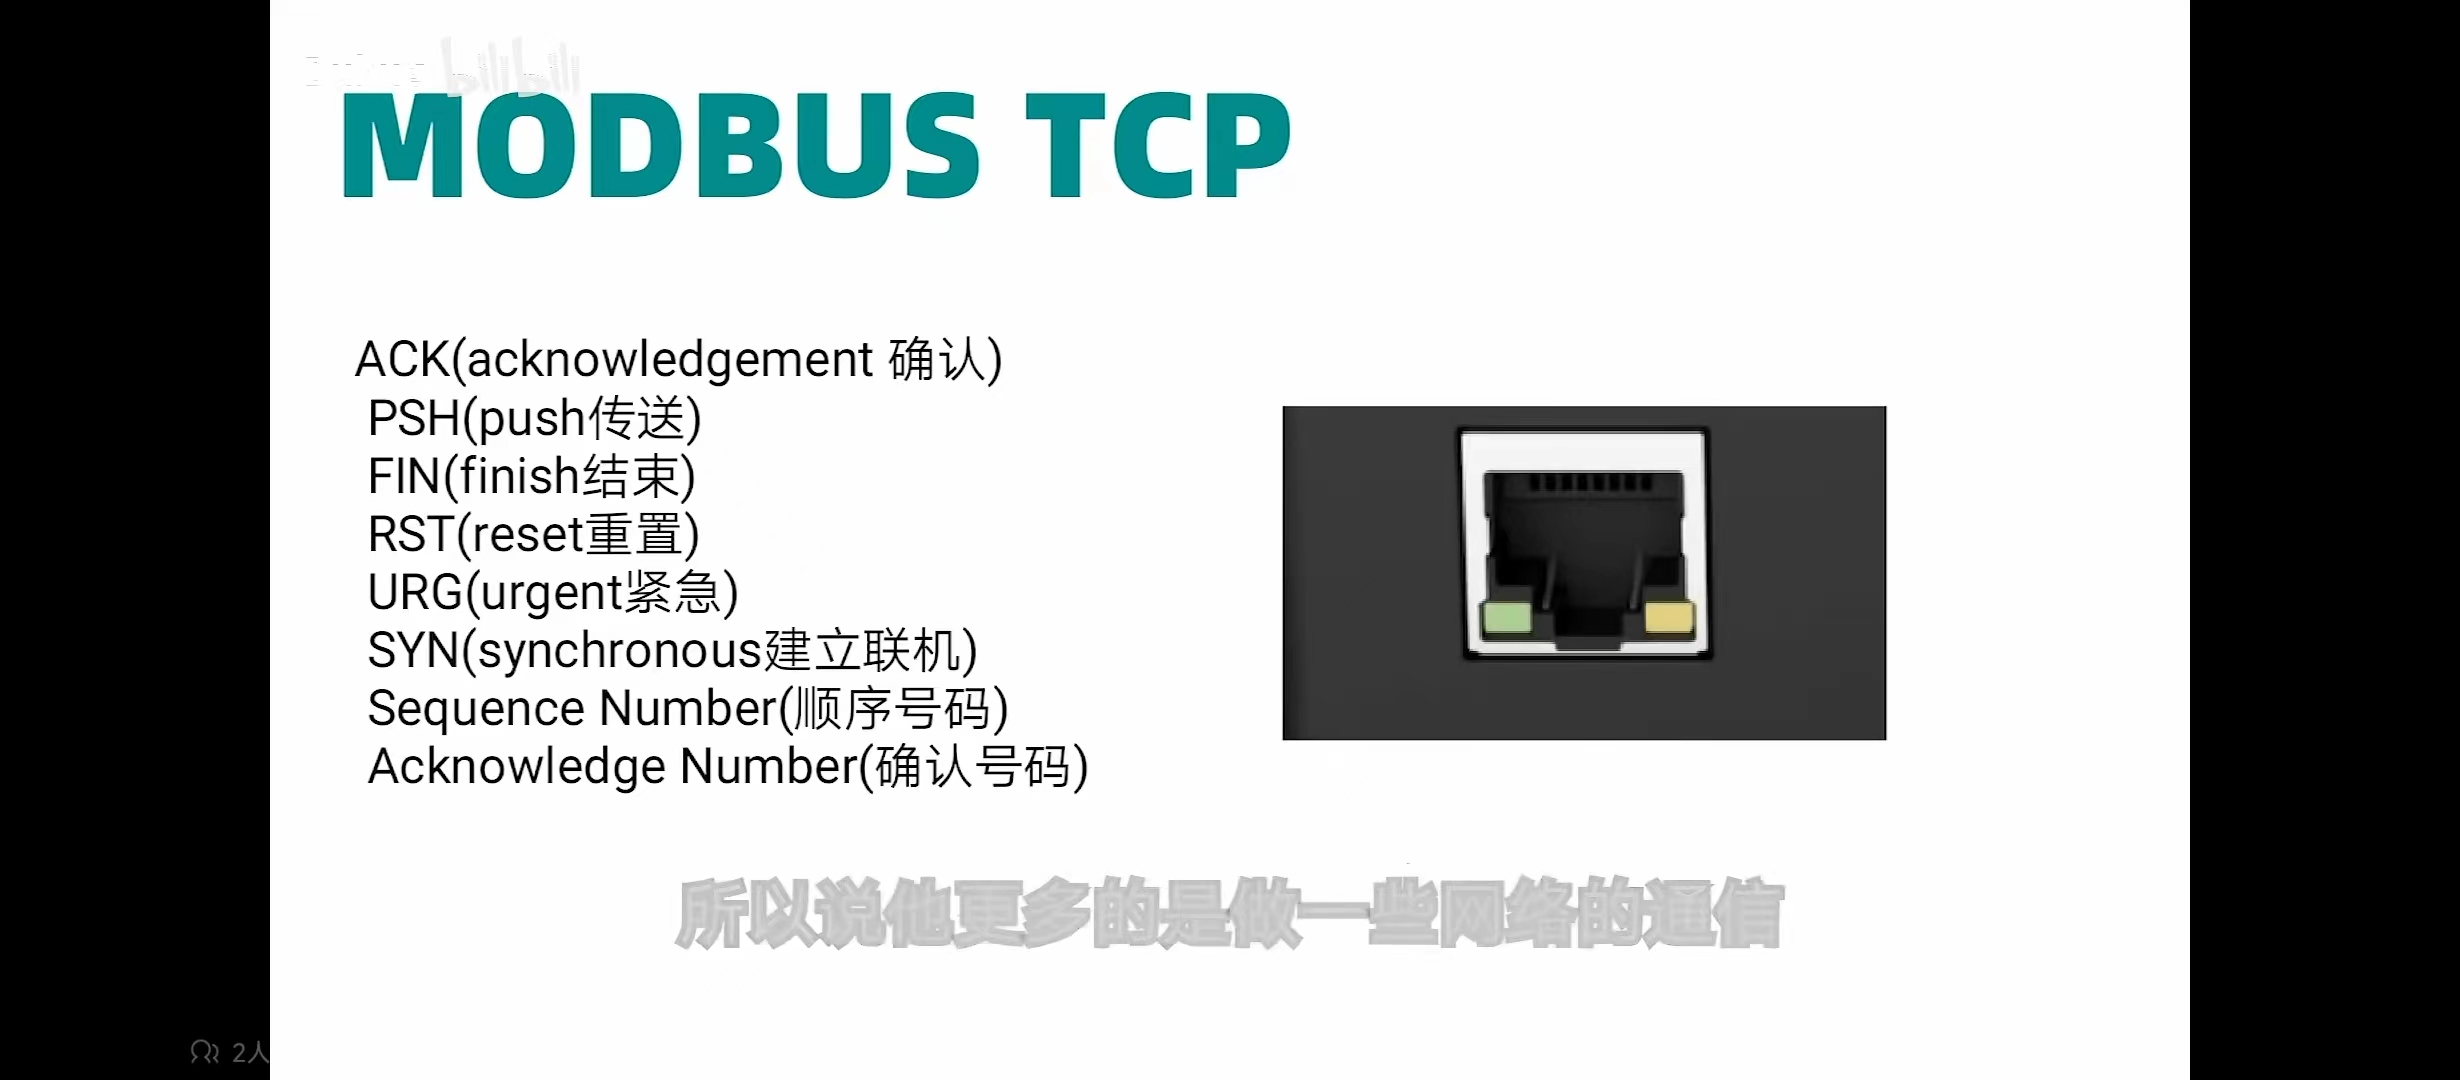 bilibili
MODBUS TCP
ACK(acknowledgement 确认)
PSH(push传送)
FIN(finish结束)
RST(reset重置)
URG(urgent紧急)
SYN(synchronous建立联机)
Sequence Number(顺序号码)
Acknowledge Number(确认号码)
所以说他更多的是做一些网络的通信
2人